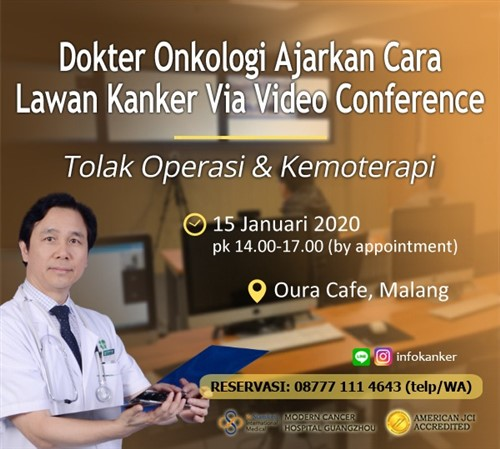 Dokter Onkologi Ajarkan Cara
Lawan Kanker Via Video Conference
Tolak Operasi & Kemoterapi
15 Januari 2020
pk 14.00-17.00 (by appointment)
Oura Cafe, Malang
infokanker
RESERVASI: 08777 111 4643 (telp/WA)
Medical
MODERN CANCER
HOSPITAL GUANGZHOU
AMERICAN JCI
ACCREDITED